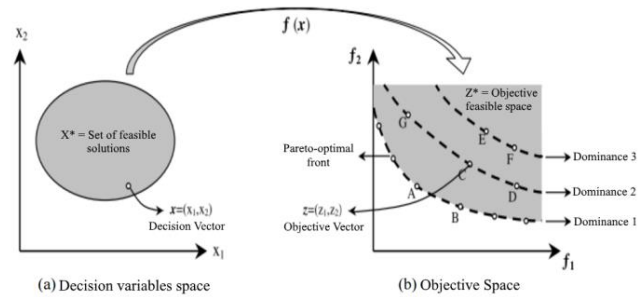 f (x)
x₂
X* = Set of feasible
solutions
x=(x₁,x₂)
Decision Vector
x₁
(a) Decision variables space
f₂
Z* = Objective
feasible space
G
E
F
Pareto-optimal
front
C
A
D
B
z=(z₁,z₂)
Objective Vector
Dominance 3
Dominance 2
Dominance 1
f₁
(b) Objective Space